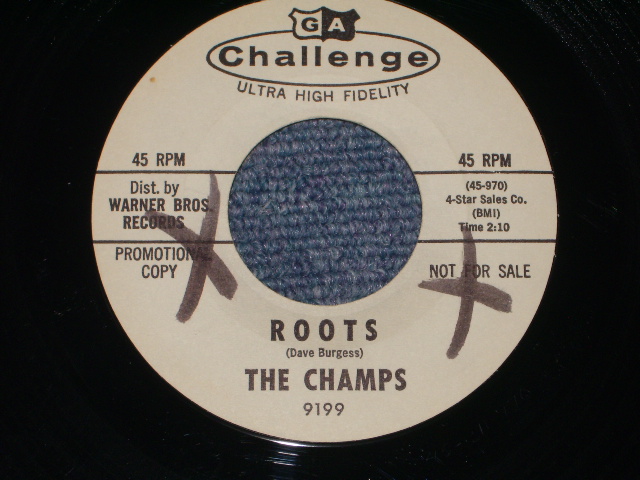 GA
Challenge
ULTRA HIGH FIDELITY
45 RPM
45 RPM
Dist. by
WARNER BROS.
RECORDS
(45-970)
4-Star Sales Co.
(BMI)
Time 2:10
PROMOTIONAL
COPY
NOT FOR SALE
ROOTS
(Dave Burgess)
THE CHAMPS
9199